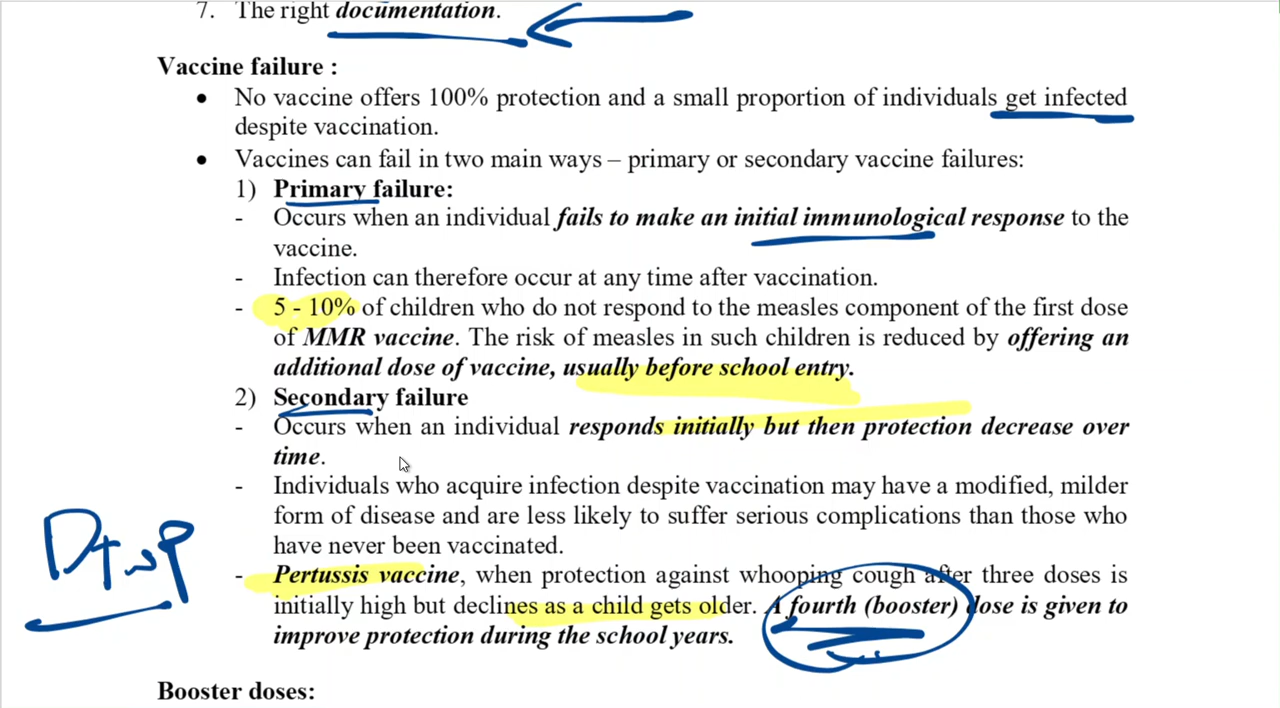 7. The right documentation.
Vaccine failure :
• No vaccine offers 100% protection and a small proportion of individuals get infected
despite vaccination.
• Vaccines can fail in two main ways – primary or secondary vaccine failures:
1) Primary failure:
- Occurs when an individual fails to make an initial immunological response to the
vaccine.
- Infection can therefore occur at any time after vaccination.
- 5 - 10% of children who do not respond to the measles component of the first dose
of MMR vaccine. The risk of measles in such children is reduced by offering an
additional dose of vaccine, usually before school entry.
2) Secondary failure
- Occurs when an individual responds initially but then protection decrease over
time.
- Individuals who acquire infection despite vaccination may have a modified, milder
form of disease and are less likely to suffer serious complications than those who
have never been vaccinated.
- Pertussis vaccine, when protection against whooping cough after three doses is
initially high but declines as a child gets older. A fourth (booster) dose is given to
improve protection during the school years.
Booster doses: